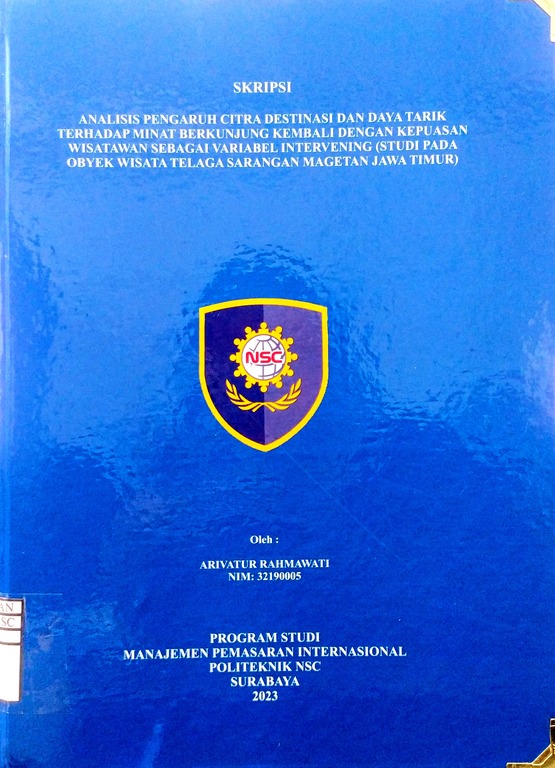 SKRIPSI
ANALISIS PENGARUH CITRA DESTINASI DAN DAYA TARIK
TERHADAP MINAT BERKUNJUNG KEMBALI DENGAN KEPUASAN
WISATAWAN SEBAGAI VARIABEL INTERVENING (STUDI PADA
OBYEK WISATA TELAGA SARANGAN MAGETAN JAWA TIMUR)
NSC
Oleh :
ARIVATUR RAHMAWATI
NIM: 32190005
AN
SC
PROGRAM STUDI
MANAJEMEN PEMASARAN INTERNASIONAL
POLITEKNIK NSC
SURABAYA
2023